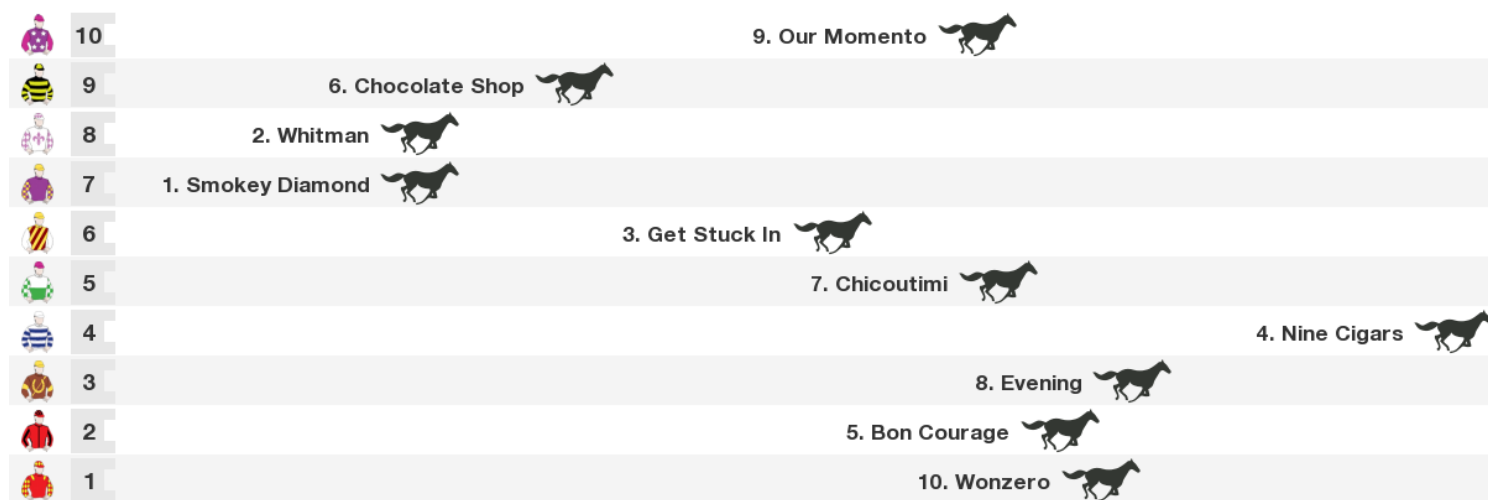 10 9. Our Momento
9 6. Chocolate Shop
8 2. Whitman
7 1. Smokey Diamond
6 3. Get Stuck In
5 7. Chicoutimi
4 4. Nine Cigars
3 8. Evening
2 5. Bon Courage
1 10. Wonzero